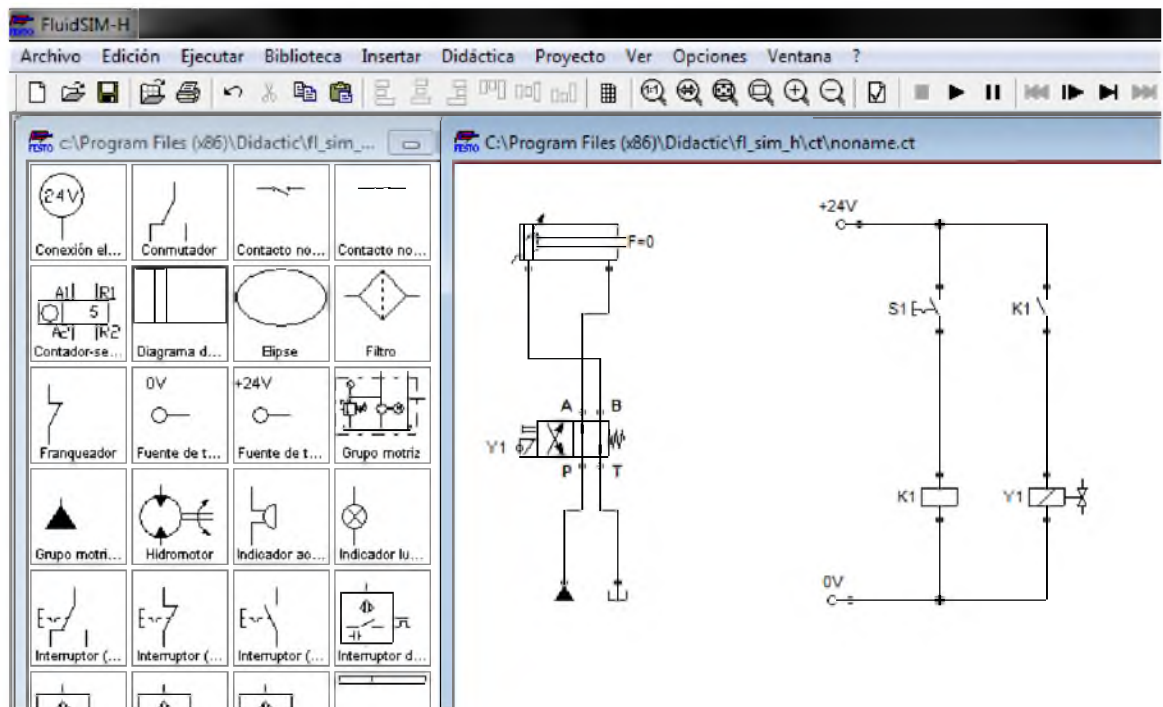 FluidSIM-H
Archivo Edición Ejecutar Biblioteca Insertar Didáctica Proyecto Ver Opciones Ventana ?
c:\Program Files (x86)\Didactic\fl_sim_...
C:\Program Files (x86)\Didactic\fl_sim_h\ct\noname.ct
24V
Conexión el... Conmutador Contacto no... Contacto no...
A1 R1
5
R2
Contador-se... Diagrama d... Elipse Filtro
0V +24V
Franqueador Fuente de t... Fuente de t... Grupo motriz
Grupo motri... Hidromotor Indicador ac... Indicador lu...
Interruptor (... Interruptor (... Interruptor (... Interruptor d...
F=0
A B
Y1
P T
+24V
S1 K1
K1 Y1
0V